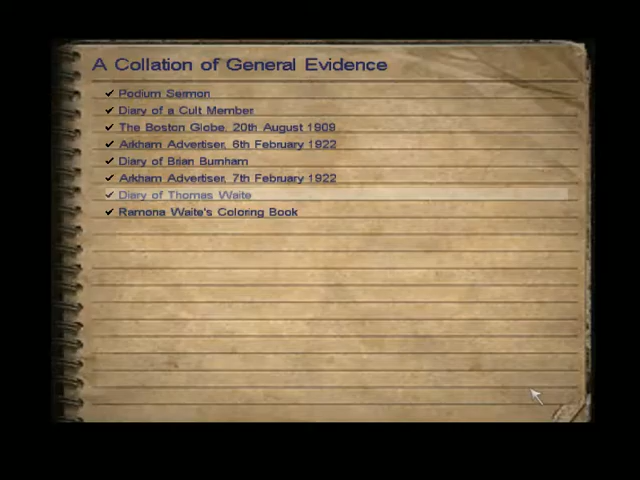 A Collation of General Evidence
Podium Sermon
Diary of a Cult Member
The Boston Globe, 20th August 1909
Arkham Advertiser, 6th February 1922
Diary of Brian Burnham
Arkham Advertiser, 7th February 1922
Diary of Thomas Waite
Ramona Waite's Coloring Book